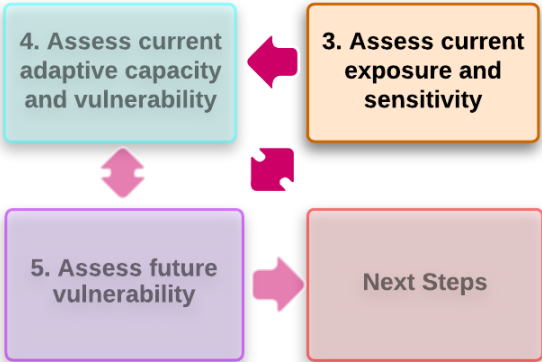 4. Assess current
adaptive capacity
and vulnerability
3. Assess current
exposure and
sensitivity
5. Assess future
vulnerability
Next Steps